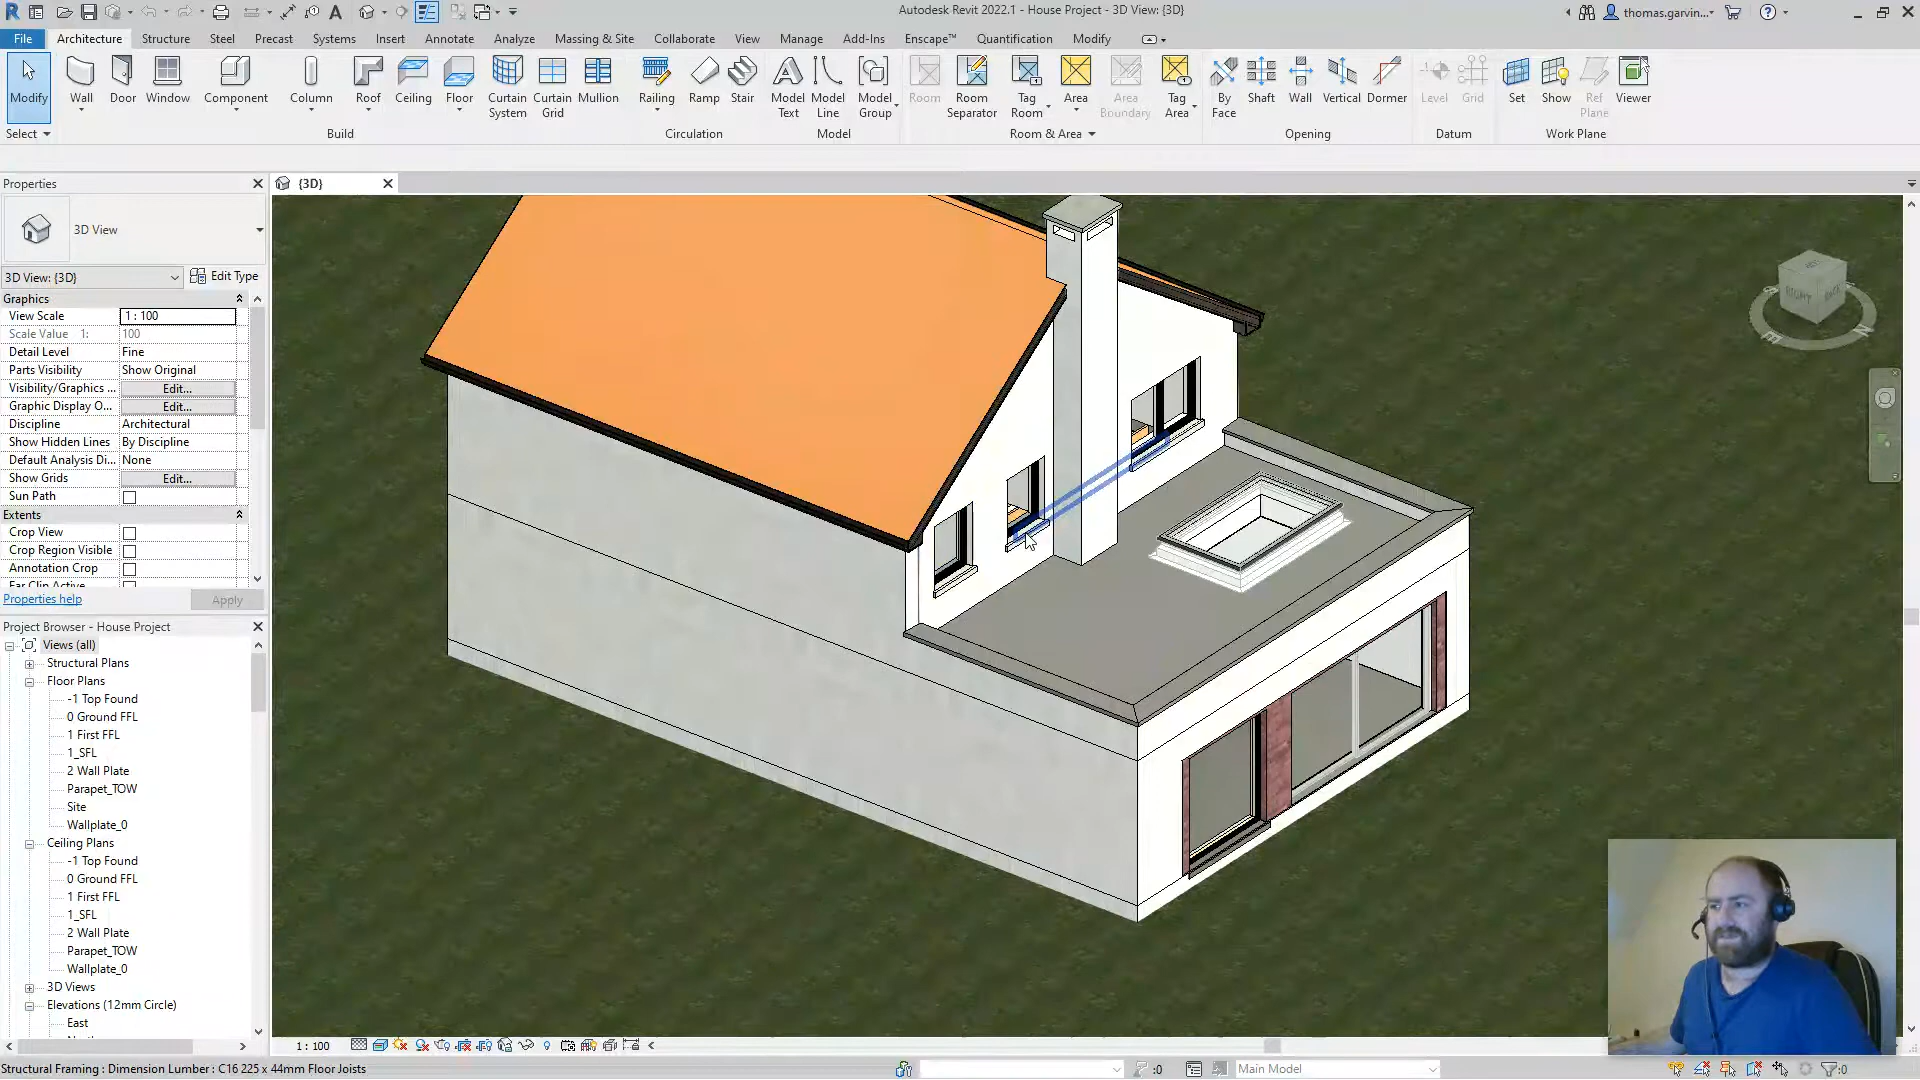 Autodesk Revit 2022.1 - House Project - 3D View: {3D}
thomas.garvin...
File Architecture Structure Steel Precast Systems Insert Annotate Analyze Massing & Site Collaborate View Manage Add-Ins Enscape™ Quantification Modify
Modify Wall Door Window Component Column Roof Ceiling Floor Curtain System Curtain Grid Mullion Railing Ramp Stair Model Text Model Line Model Group Room Room Separator Tag Room Area Area Boundary Tag Area By Face Shaft Wall Vertical Dormer Level Grid Set Show Ref Plane Viewer
Select Build Circulation Model Room & Area Opening Datum Work Plane
Properties
{3D}
3D View
3D View: {3D} Edit Type
Graphics
View Scale 1 : 100
Scale Value 1: 100
Detail Level Fine
Parts Visibility Show Original
Visibility/Graphics ... Edit...
Graphic Display O... Edit...
Discipline Architectural
Show Hidden Lines By Discipline
Default Analysis Di... None
Show Grids Edit...
Sun Path
Extents
Crop View
Crop Region Visible
Annotation Crop
Far Clip Active
Properties help Apply
Project Browser - House Project
Views (all)
Structural Plans
Floor Plans
-1 Top Found
0 Ground FFL
1 First FFL
1_SFL
2 Wall Plate
Parapet_TOW
Site
Wallplate_0
Ceiling Plans
-1 Top Found
0 Ground FFL
1 First FFL
1_SFL
2 Wall Plate
Parapet_TOW
Wallplate_0
3D Views
Elevations (12mm Circle)
East
RIGHT
1 : 100
Structural Framing : Dimension Lumber : C16 225 x 44mm Floor Joists
:0
Main Model
:0